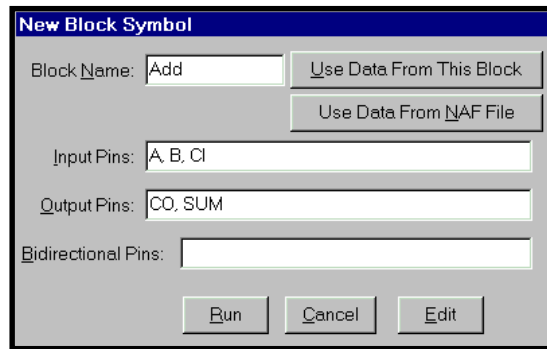 New Block Symbol
Block Name: Add Use Data From This Block
Use Data From NAF File
Input Pins: A, B, CI
Output Pins: CO, SUM
Bidirectional Pins:
Run Cancel Edit